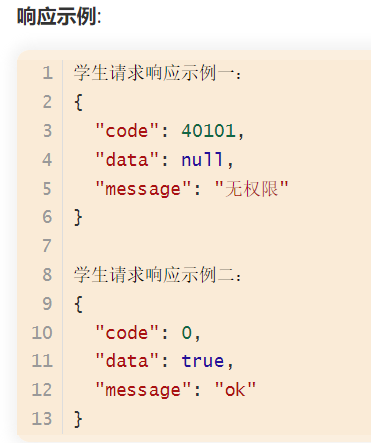 响应示例:
1 学生请求响应示例一：
2 {
3   "code": 40101,
4   "data": null,
5   "message": "无权限"
6 }
7
8 学生请求响应示例二：
9 {
10   "code": 0,
11   "data": true,
12   "message": "ok"
13 }